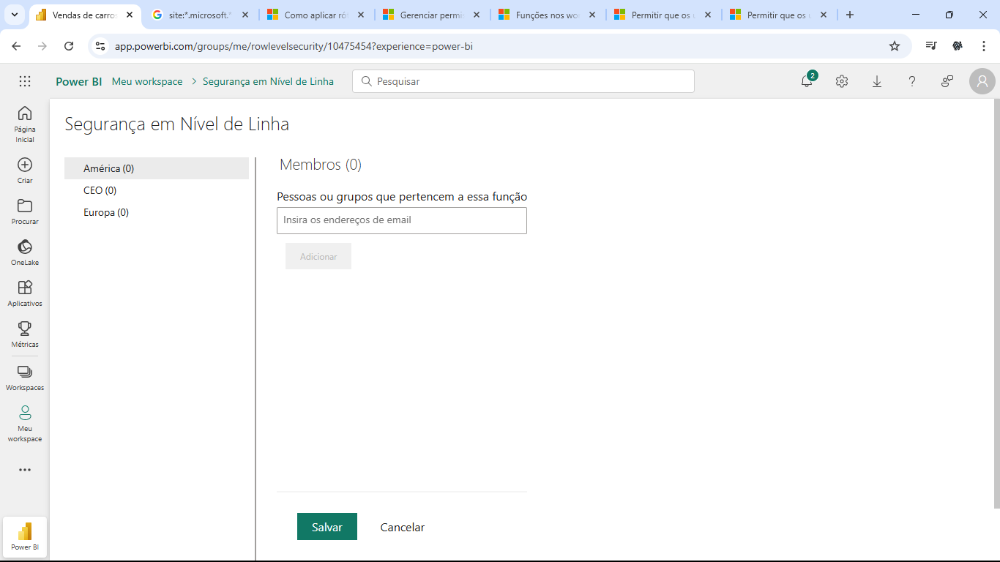 Vendas de carros
site:*.microsoft.*
Como aplicar ró
Gerenciar permis
Funções nos wo
Permitir que os u
Permitir que os u
app.powerbi.com/groups/me/rowlevelsecurity/10475454?experience=power-bi
Power BI
Meu workspace
Segurança em Nível de Linha
Pesquisar
2
Página
Inicial
Criar
Procurar
OneLake
Aplicativos
Métricas
Workspaces
Meu
workspace
Power BI
Segurança em Nível de Linha
América (0)
CEO (0)
Europa (0)
Membros (0)
Pessoas ou grupos que pertencem a essa função
Insira os endereços de email
Adicionar
Salvar
Cancelar